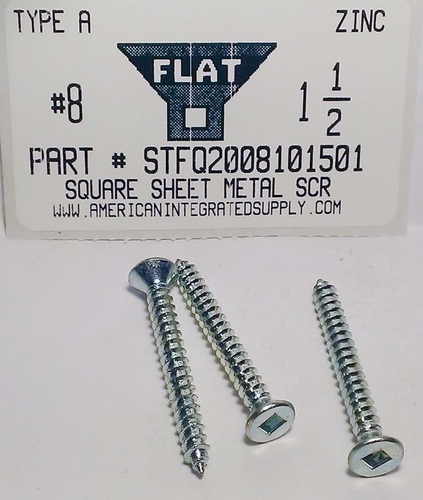 TYPE A ZINC
FLAT
#8 1 1/2
PART # STFQ2008101501
SQUARE SHEET METAL SCR
WWW.AMERICANINTEGRATEDSUPPLY.COM